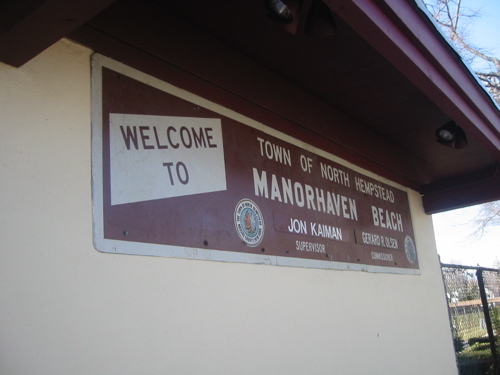 WELCOME
TO
TOWN OF NORTH HEMPSTEAD
MANORHAVEN BEACH
JON KAIMAN
SUPERVISOR
GERARD H. OLSEN
COMMISSIONER